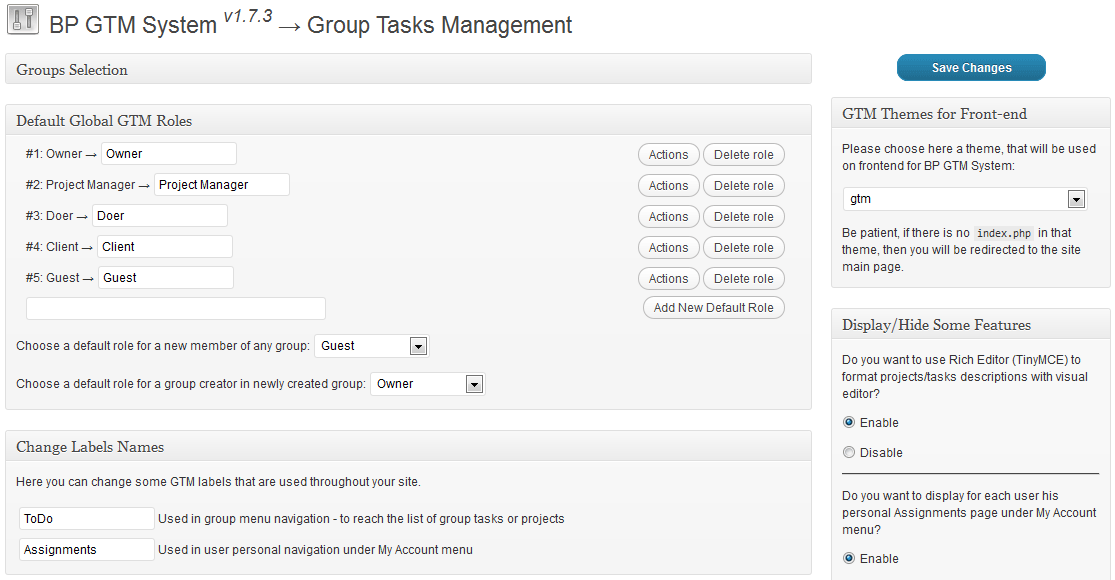 BP GTM System v1.7.3 → Group Tasks Management
Groups Selection
Save Changes
Default Global GTM Roles
#1: Owner → Owner Actions Delete role
#2: Project Manager → Project Manager Actions Delete role
#3: Doer → Doer Actions Delete role
#4: Client → Client Actions Delete role
#5: Guest → Guest Actions Delete role
Add New Default Role
Choose a default role for a new member of any group: Guest
Choose a default role for a group creator in newly created group: Owner
Change Labels Names
Here you can change some GTM labels that are used throughout your site.
ToDo Used in group menu navigation - to reach the list of group tasks or projects
Assignments Used in user personal navigation under My Account menu
GTM Themes for Front-end
Please choose here a theme, that will be used
on frontend for BP GTM System:
gtm
Be patient, if there is no index.php in that
theme, then you will be redirected to the site
main page.
Display/Hide Some Features
Do you want to use Rich Editor (TinyMCE) to
format projects/tasks descriptions with visual
editor?
Enable
Disable
Do you want to display for each user his
personal Assignments page under My Account
menu?
Enable